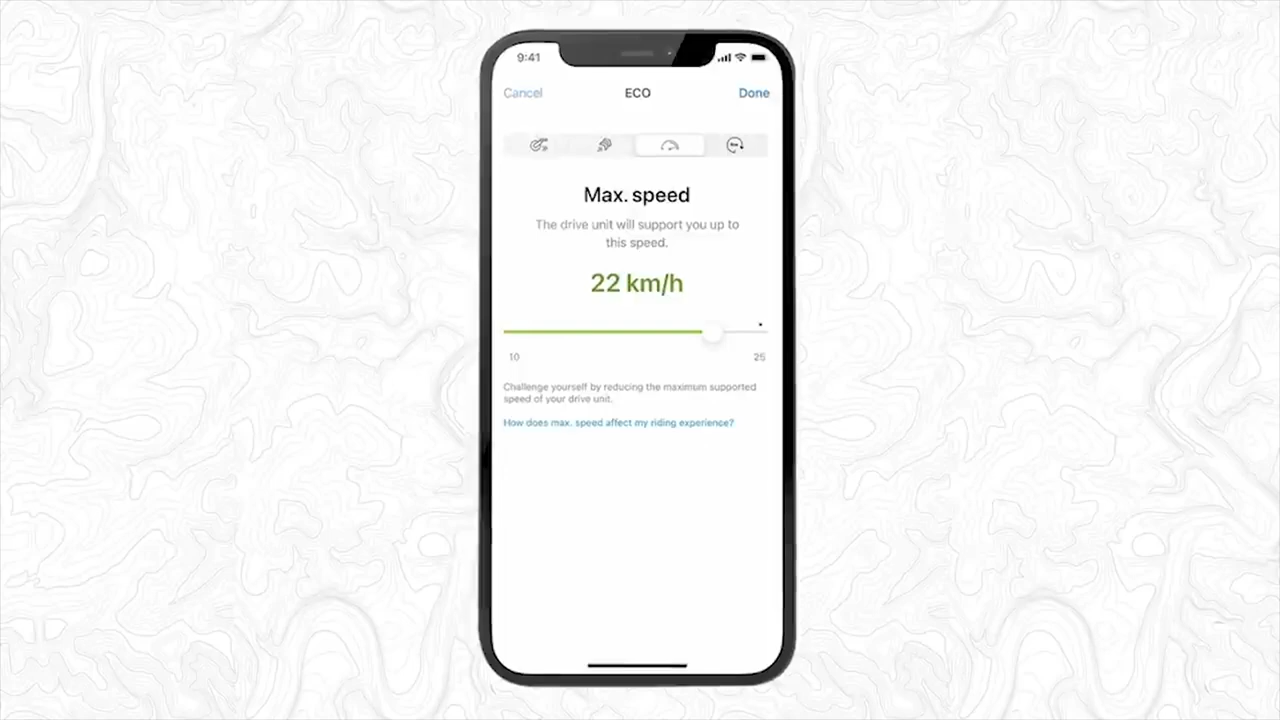 9:41
Cancel
ECO
Done
Max. speed
The drive unit will support you up to
this speed.
22 km/h
10
25
Challenge yourself by reducing the maximum supported
speed of your drive unit.
How does max. speed affect my riding experience?